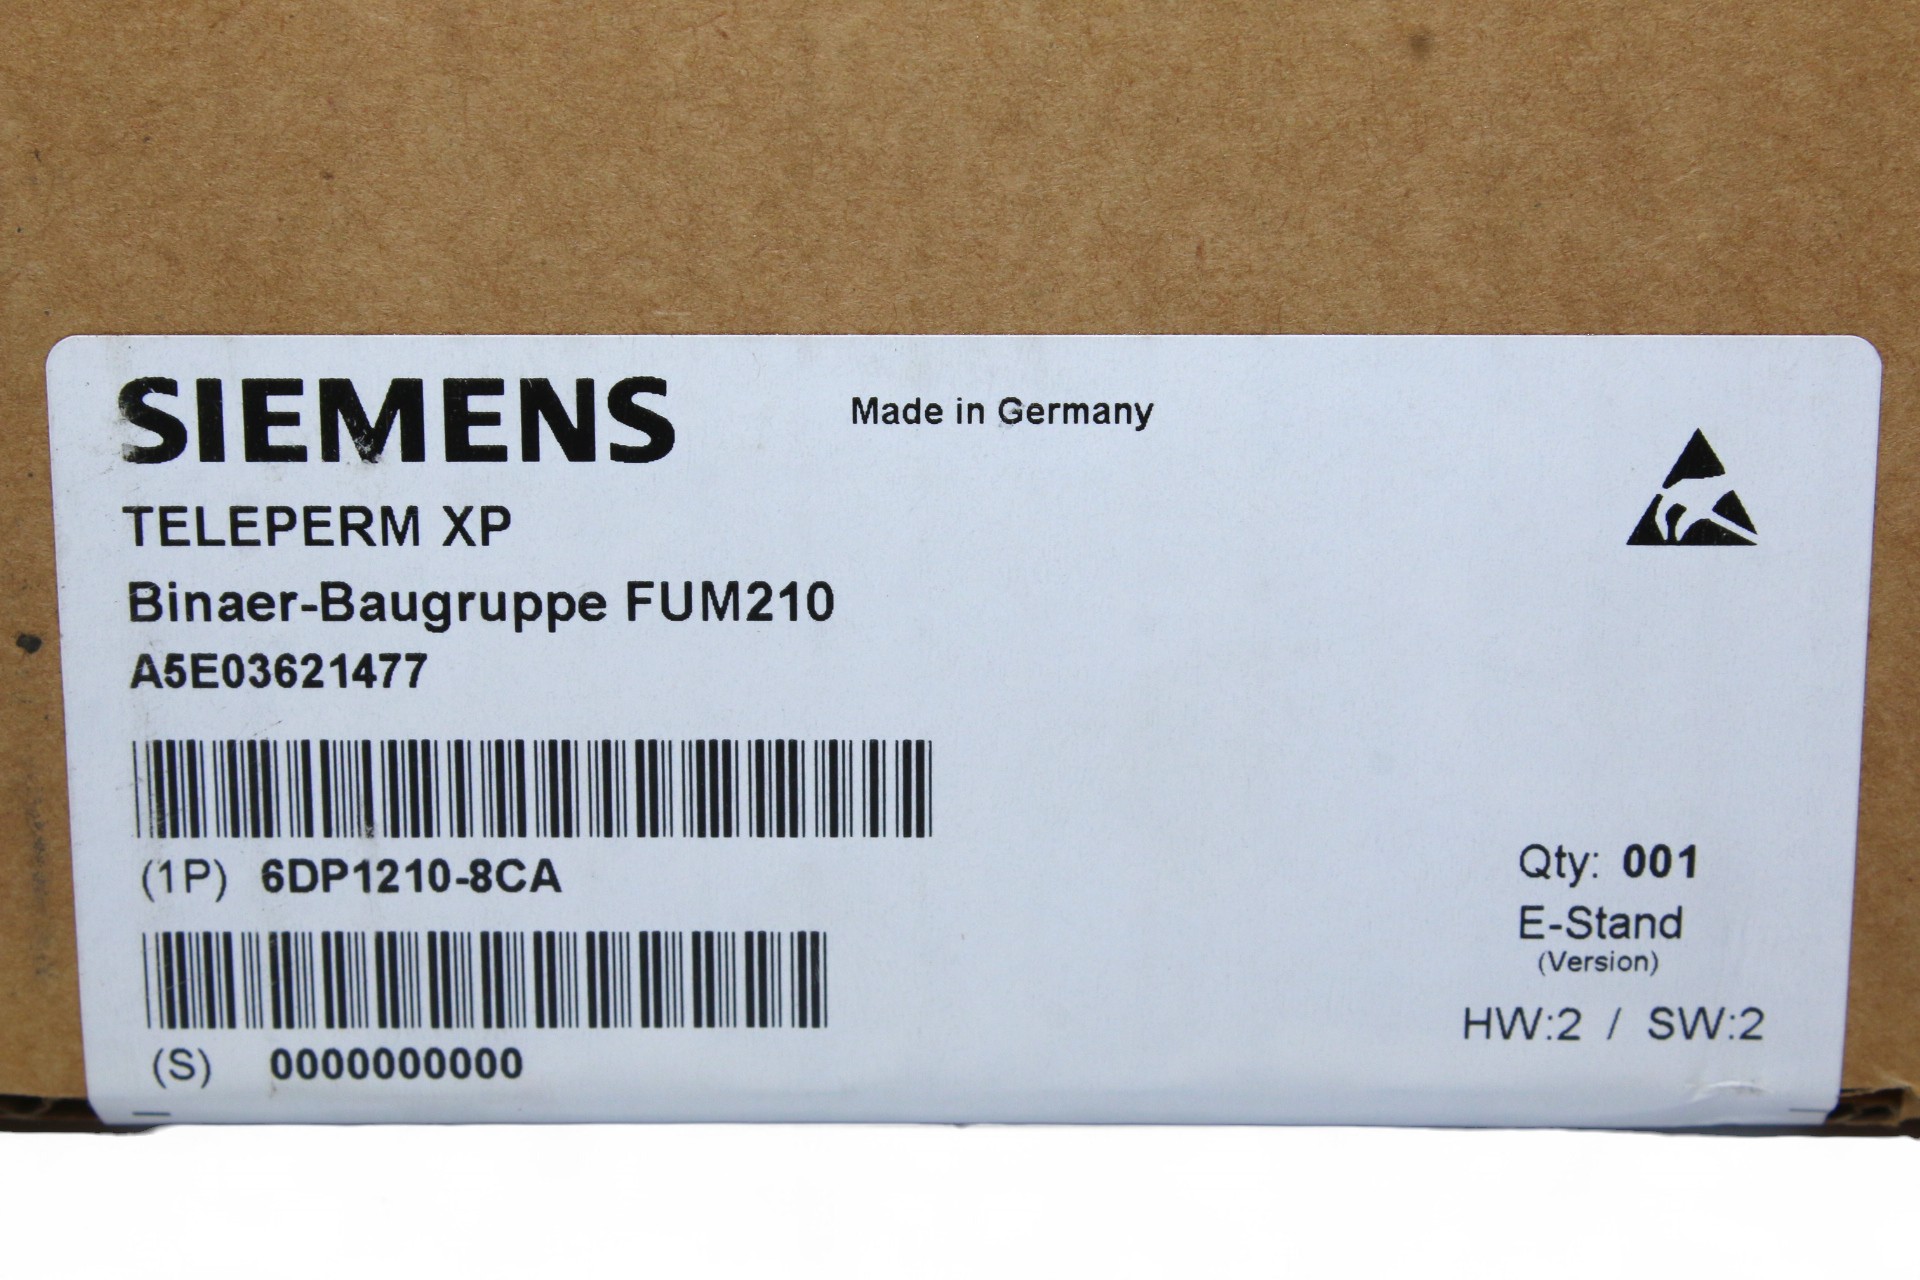 SIEMENS
Made in Germany
TELEPERM XP
Binaer-Baugruppe FUM210
A5E03621477
(1P) 6DP1210-8CA
Qty: 001
E-Stand
(Version)
HW:2 / SW:2
(S) 0000000000